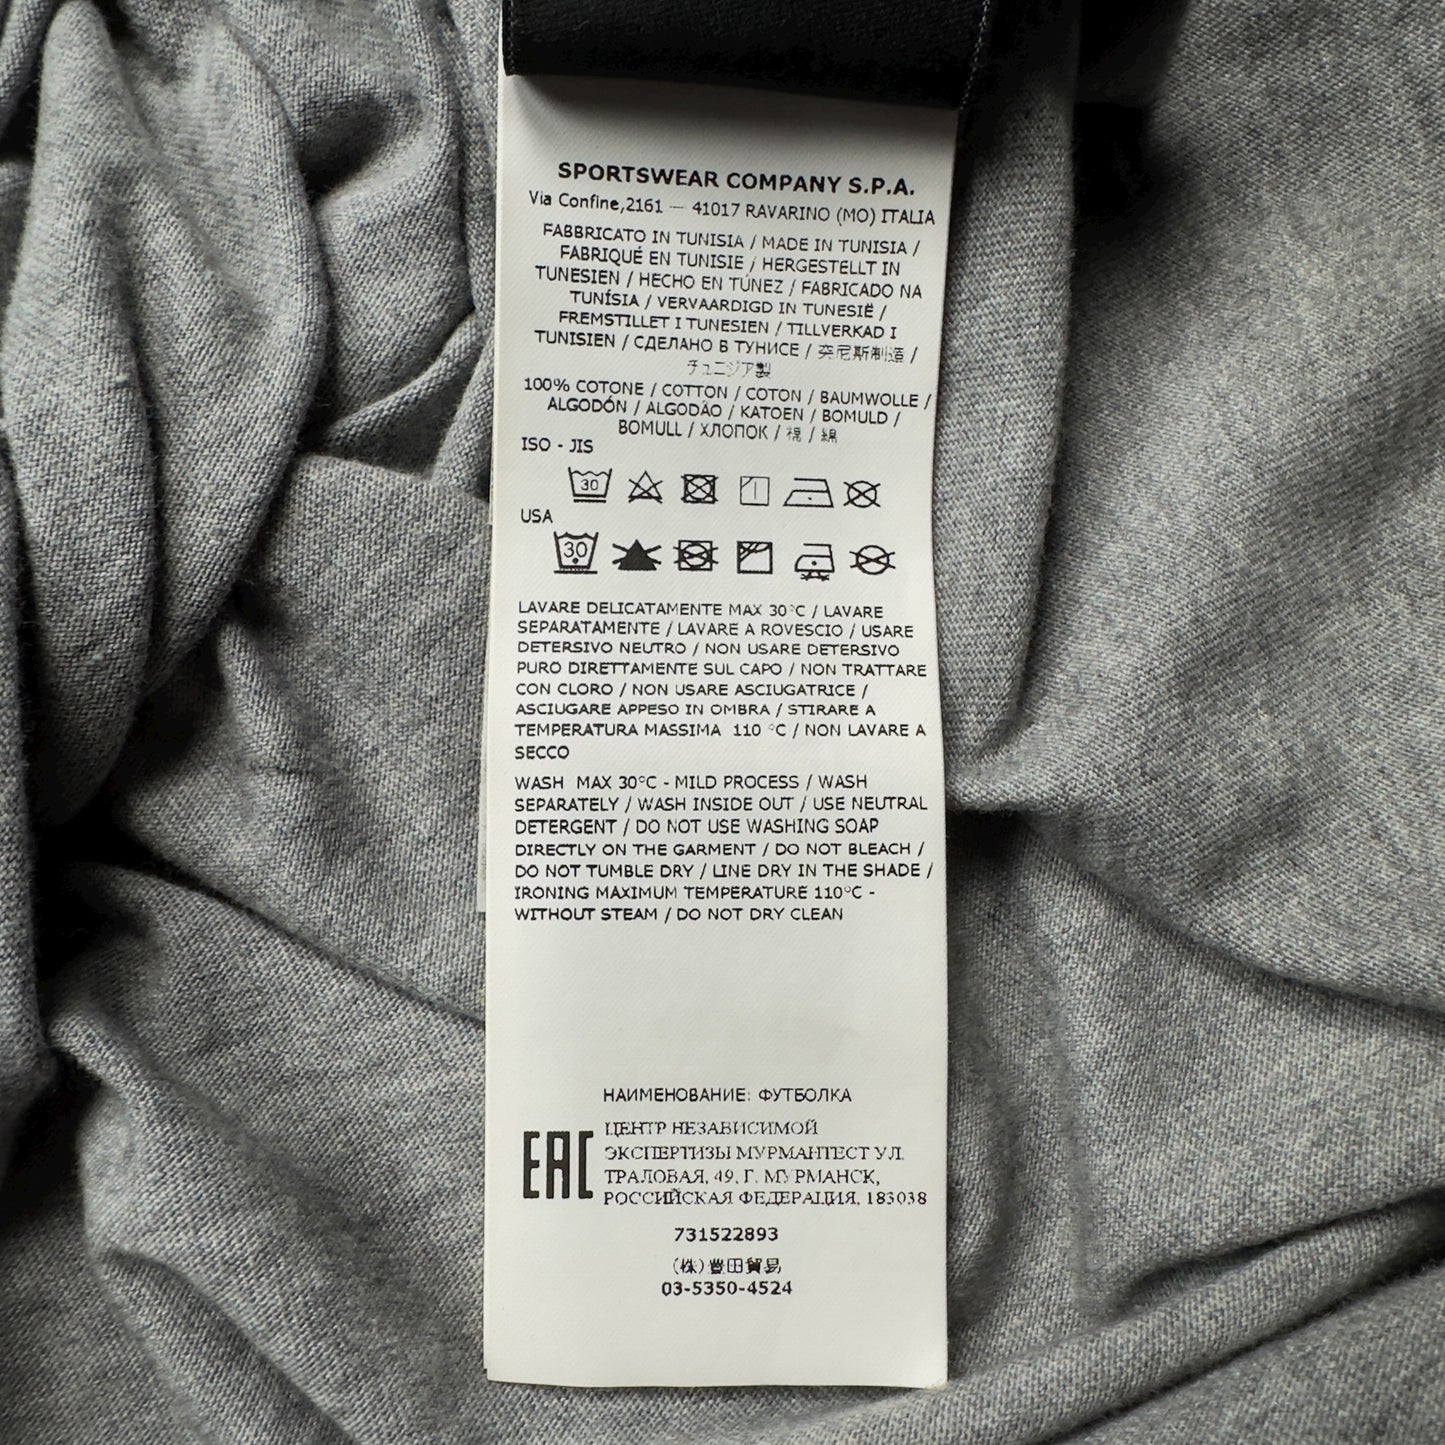 SPORTSWEAR COMPANY S.P.A.
Via Confine,2161 — 41017 RAVARINO (MO) ITALIA
FABBRICATO IN TUNISIA / MADE IN TUNISIA /
FABRIQUÉ EN TUNISIE / HERGESTELLT IN
TUNESIEN / HECHO EN TÚNEZ / FABRICADO NA
TUNÍSIA / VERVAARDIGD IN TUNESIË /
FREMSTILLET I TUNESIEN / TILLVERKAD I
TUNISIEN / СДЕЛАНО В ТУНИСЕ / 突尼斯制造 /
チュニジア製
100% COTONE / COTTON / COTON / BAUMWOLLE /
ALGODÓN / ALGODÃO / KATOEN / BOMULD /
BOMULL / ХЛОПОК / 棉 / 綿
ISO - JIS
30
USA
30
LAVARE DELICATAMENTE MAX 30°C / LAVARE
SEPARATAMENTE / LAVARE A ROVESCIO / USARE
DETERSIVO NEUTRO / NON USARE DETERSIVO
PURO DIRETTAMENTE SUL CAPO / NON TRATTARE
CON CLORO / NON USARE ASCIUGATRICE /
ASCIUGARE APPESO IN OMBRA / STIRARE A
TEMPERATURA MASSIMA 110 °C / NON LAVARE A
SECCO
WASH MAX 30°C - MILD PROCESS / WASH
SEPARATELY / WASH INSIDE OUT / USE NEUTRAL
DETERGENT / DO NOT USE WASHING SOAP
DIRECTLY ON THE GARMENT / DO NOT BLEACH /
DO NOT TUMBLE DRY / LINE DRY IN THE SHADE /
IRONING MAXIMUM TEMPERATURE 110°C -
WITHOUT STEAM / DO NOT DRY CLEAN
НАИМЕНОВАНИЕ: ФУТБОЛКА
EAC
ЦЕНТР НЕЗАВИСИМОЙ
ЭКСПЕРТИЗЫ МУРМАНТЕСТ УЛ.
ТРАЛОВАЯ, 49, Г. МУРМАНСК,
РОССИЙСКАЯ ФЕДЕРАЦИЯ, 183038
731522893
(株)豊田貿易
03-5350-4524